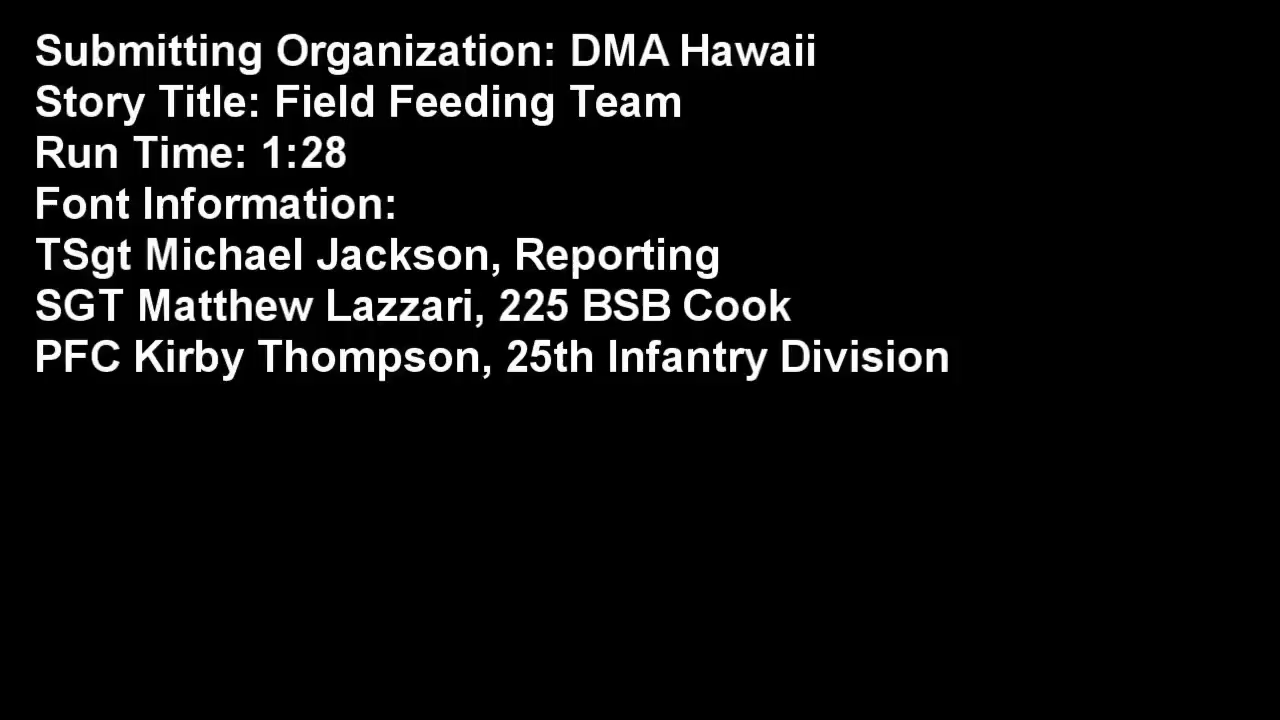 Submitting Organization: DMA Hawaii
Story Title: Field Feeding Team
Run Time: 1:28
Font Information:
TSgt Michael Jackson, Reporting
SGT Matthew Lazzari, 225 BSB Cook
PFC Kirby Thompson, 25th Infantry Division